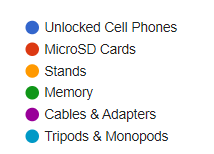 Unlocked Cell Phones
MicroSD Cards
Stands
Memory
Cables & Adapters
Tripods & Monopods